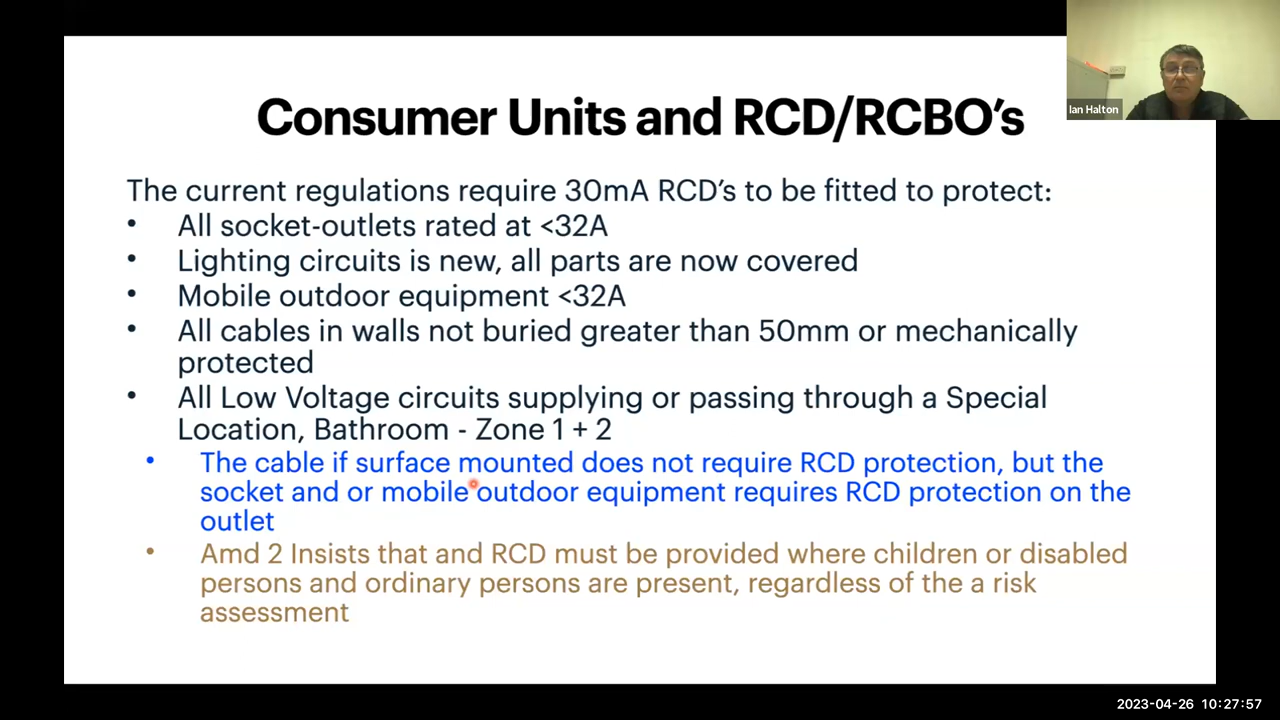 Consumer Units and RCD/RCBO's
Ian Halton
The current regulations require 30mA RCD's to be fitted to protect:
• All socket-outlets rated at <32A
• Lighting circuits is new, all parts are now covered
• Mobile outdoor equipment <32A
• All cables in walls not buried greater than 50mm or mechanically
protected
• All Low Voltage circuits supplying or passing through a Special
Location, Bathroom - Zone 1 + 2
• The cable if surface mounted does not require RCD protection, but the
socket and or mobile outdoor equipment requires RCD protection on the
outlet
• Amd 2 Insists that and RCD must be provided where children or disabled
persons and ordinary persons are present, regardless of the a risk
assessment
2023-04-26 10:27:57